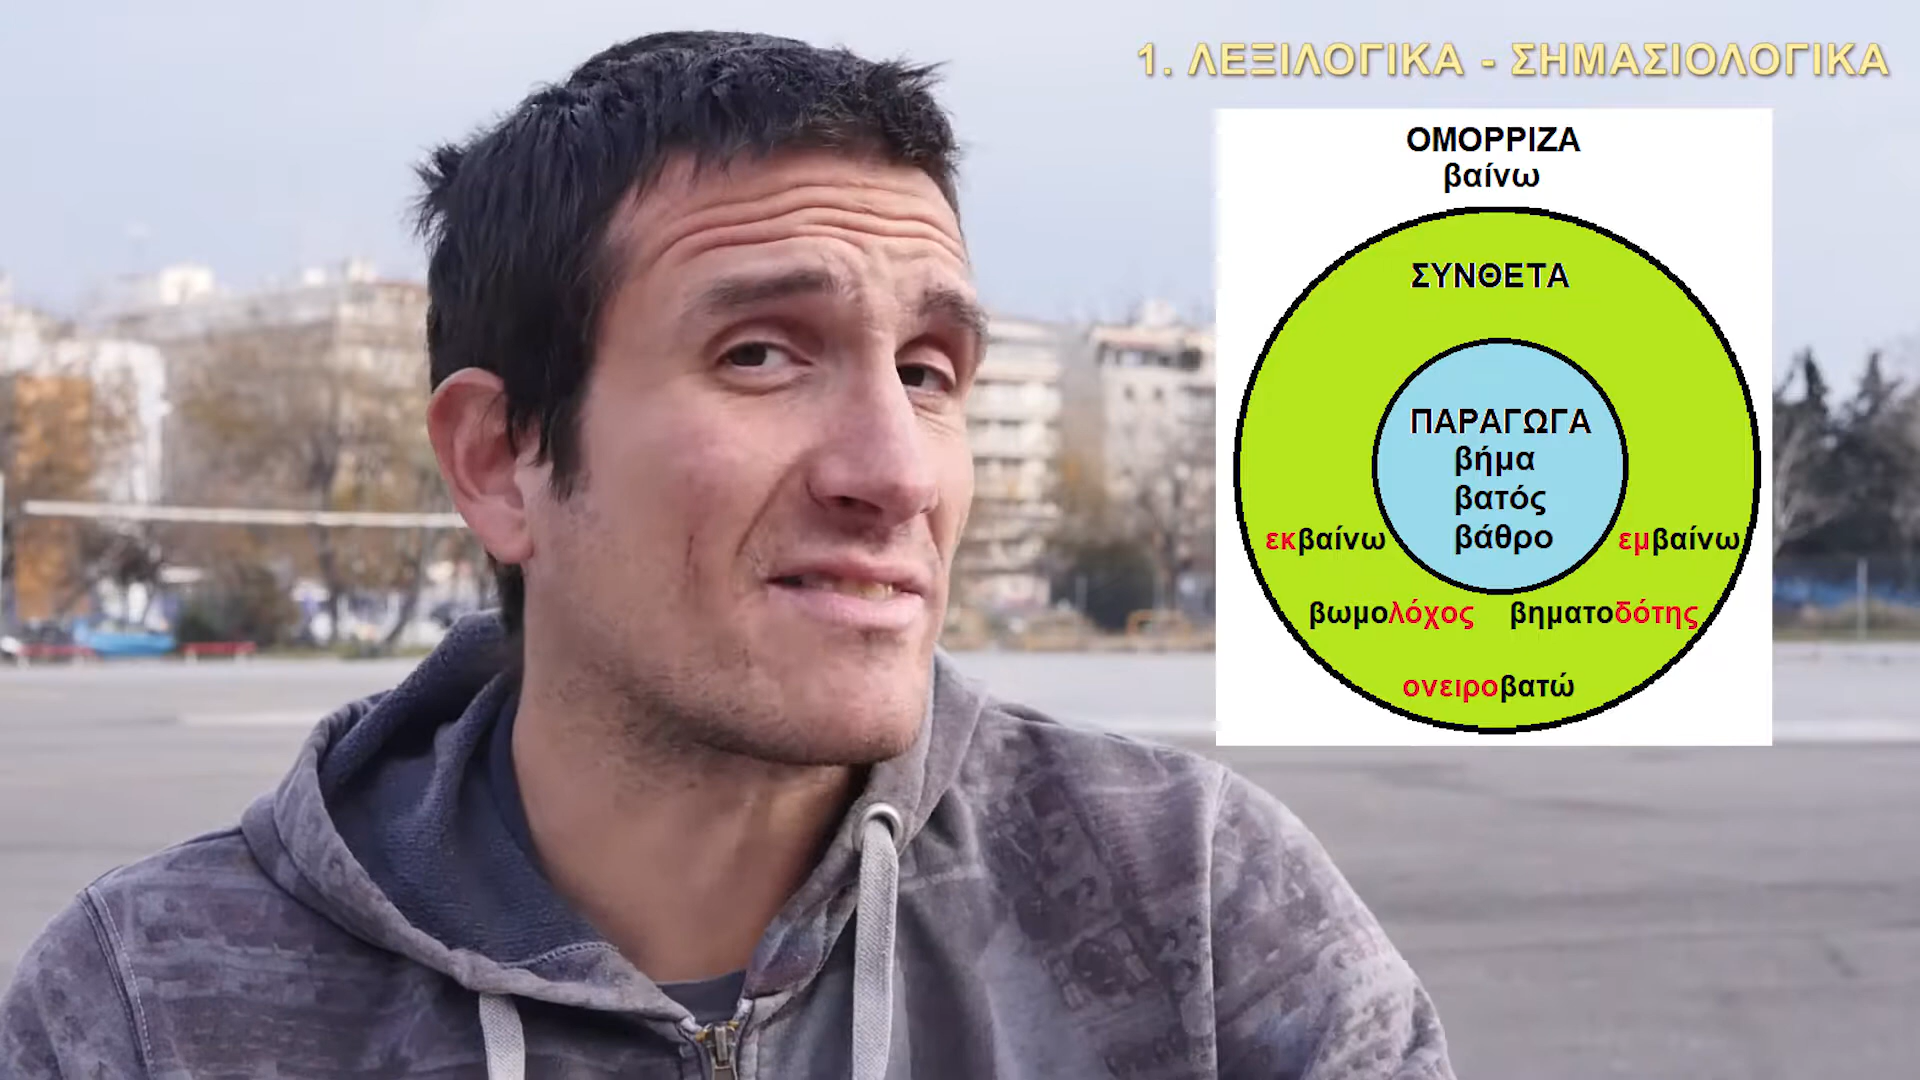 1. ΛΕΞΙΛΟΓΙΚΑ - ΣΗΜΑΣΙΟΛΟΓΙΚΑ
ΟΜΟΡΡΙΖΑ
βαίνω
ΣΥΝΘΕΤΑ
ΠΑΡΑΓΩΓΑ
βήμα
βατός
βάθρο
εκβαίνω
εμβαίνω
βωμολόχος
βηματοδότης
ονειροβατώ